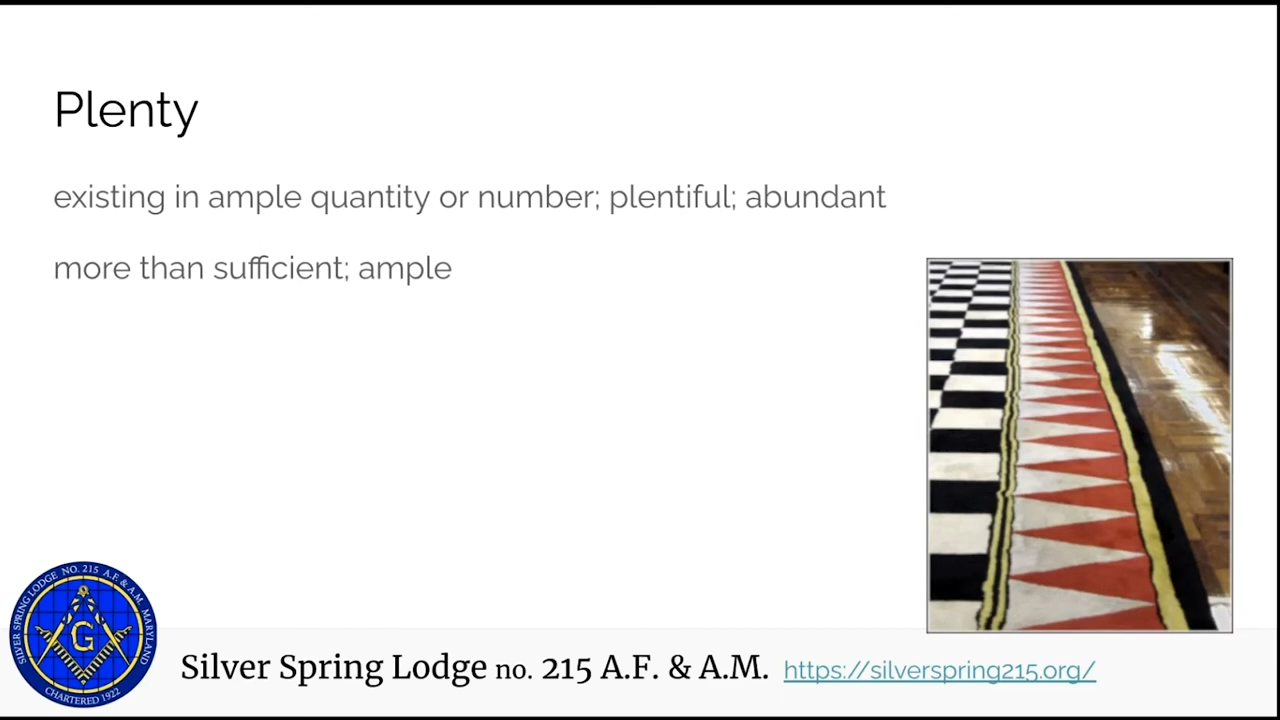 Plenty
existing in ample quantity or number; plentiful; abundant
more than sufficient; ample
SILVER SPRING LODGE NO. 215 A.F. & A.M. MARYLAND
G
CHARTERED 1922
Silver Spring Lodge no. 215 A.F. & A.M. https://silverspring215.org/